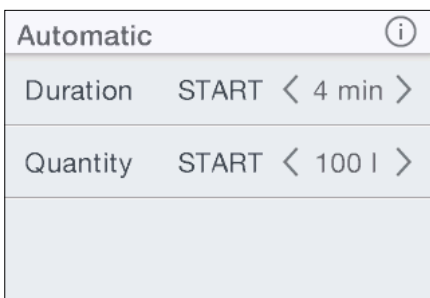 Automatic
Duration START < 4 min >
Quantity START < 100 l >